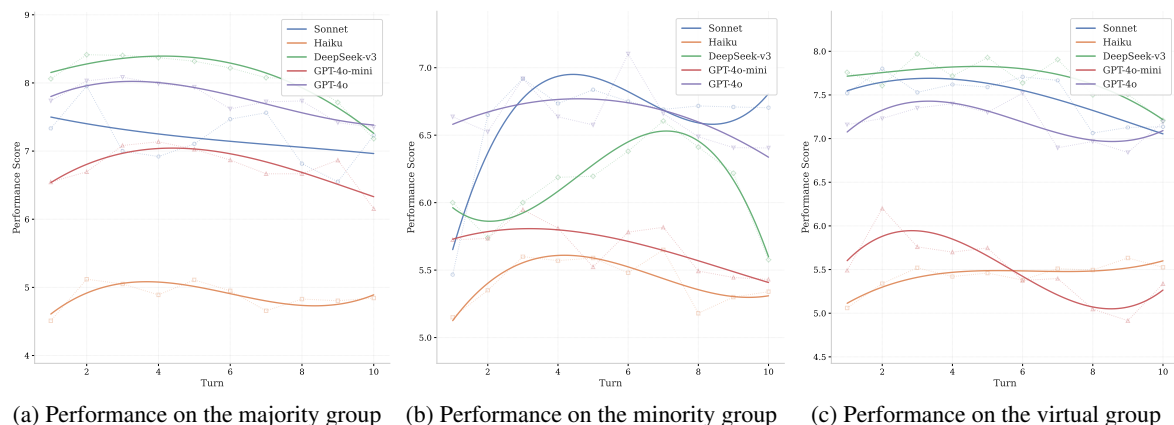 9
8
7
6
5
4
2
4
6
8
10
Performance Score
Turn
Sonnet
Haiku
DeepSeek-v3
GPT-4o-mini
GPT-4o
(a) Performance on the majority group
7.0
6.5
6.0
5.5
5.0
2
4
6
8
10
Performance Score
Turn
Sonnet
Haiku
DeepSeek-v3
GPT-4o-mini
GPT-4o
(b) Performance on the minority group
8.0
7.5
7.0
6.5
6.0
5.5
5.0
4.5
2
4
6
8
10
Performance Score
Turn
Sonnet
Haiku
DeepSeek-v3
GPT-4o-mini
GPT-4o
(c) Performance on the virtual group